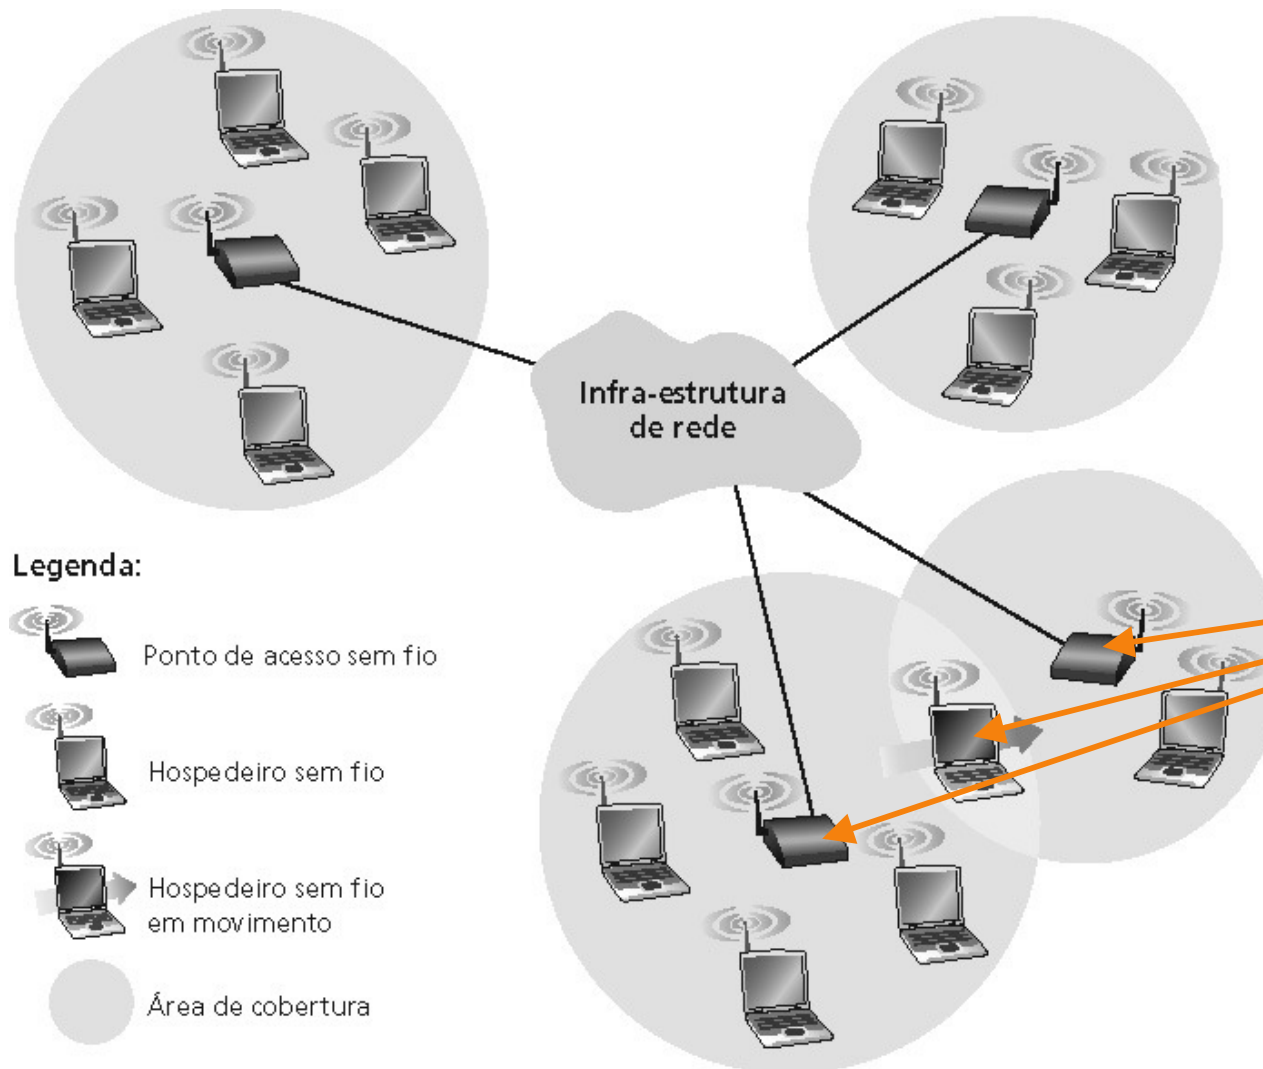 Infra-estrutura
de rede
Legenda:
Ponto de acesso sem fio
Hospedeiro sem fio
Hospedeiro sem fio
em movimento
Área de cobertura